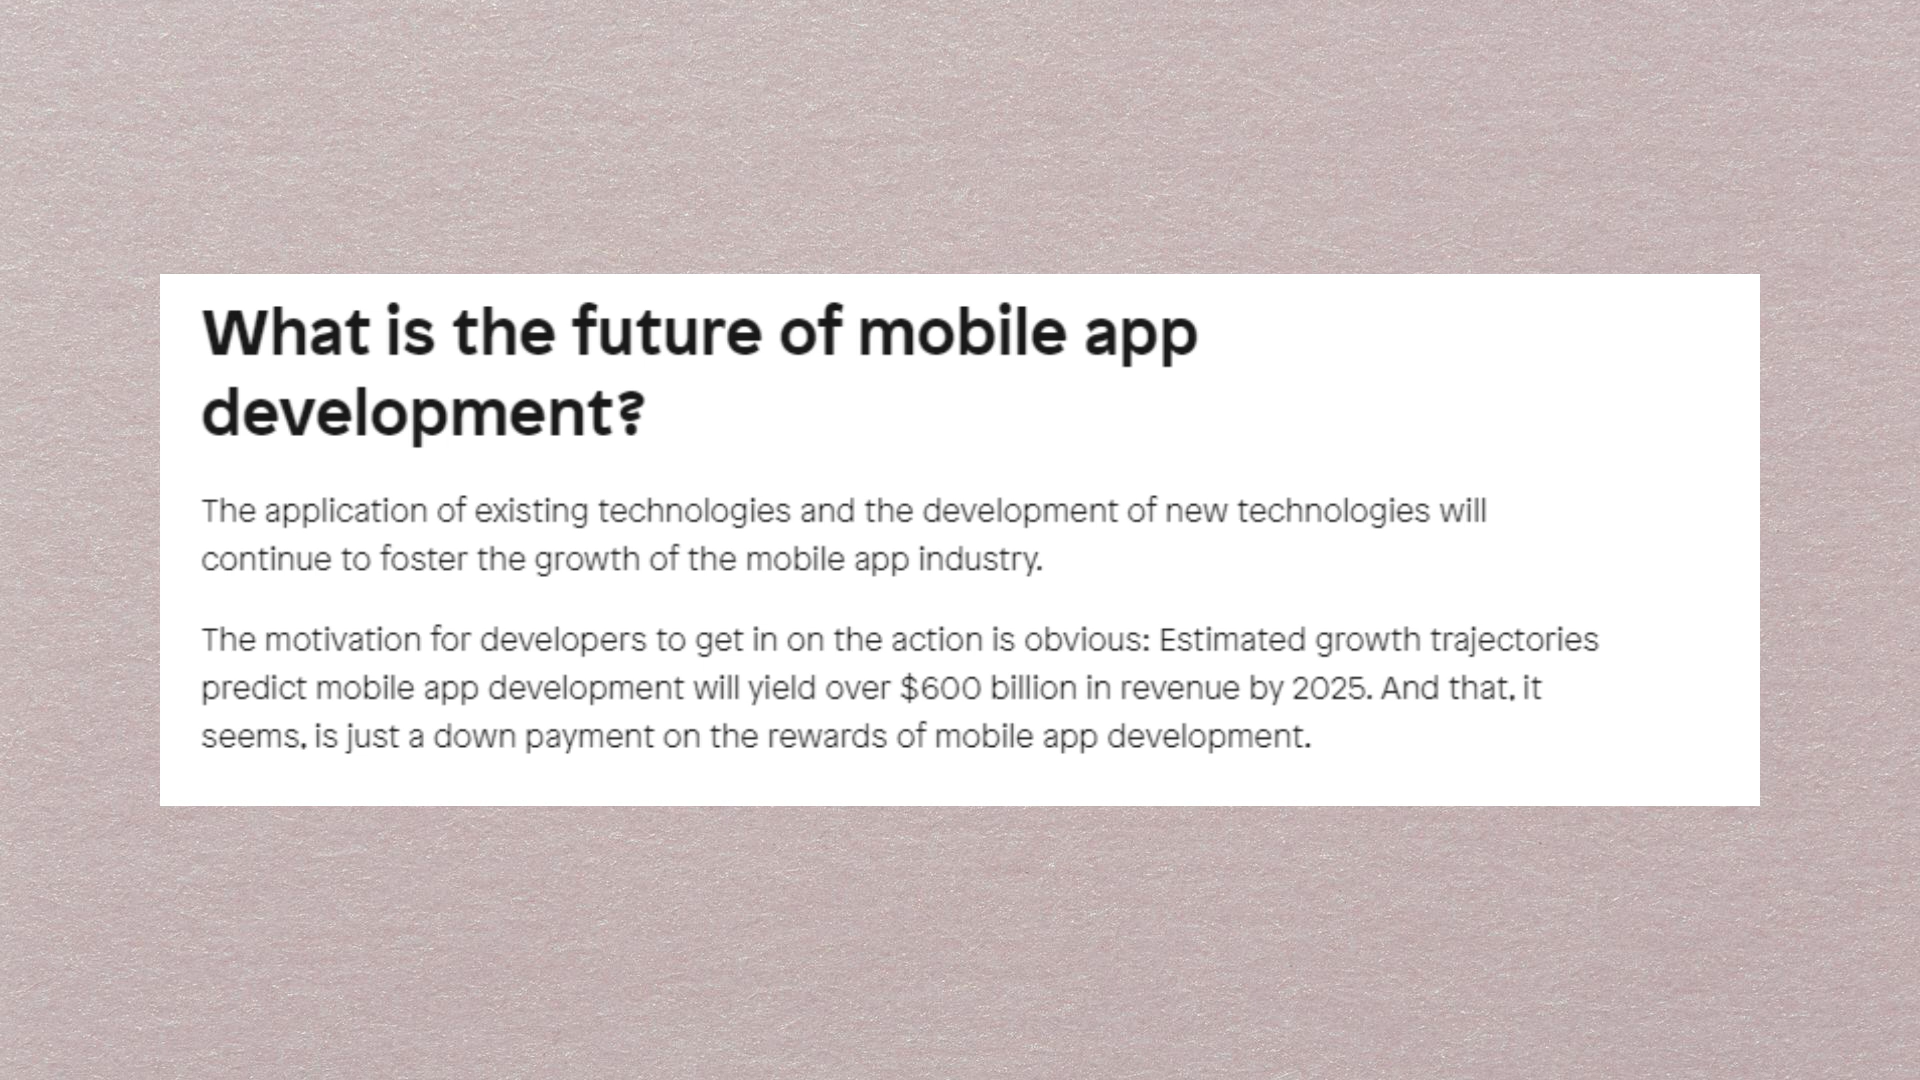 What is the future of mobile app
development?
The application of existing technologies and the development of new technologies will
continue to foster the growth of the mobile app industry.
The motivation for developers to get in on the action is obvious: Estimated growth trajectories
predict mobile app development will yield over $600 billion in revenue by 2025. And that, it
seems, is just a down payment on the rewards of mobile app development.